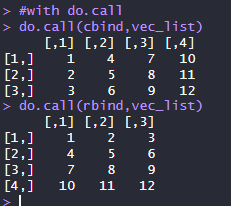 > #with do.call
> do.call(cbind,vec_list)
     [,1] [,2] [,3] [,4]
[1,]    1    4    7   10
[2,]    2    5    8   11
[3,]    3    6    9   12
> do.call(rbind,vec_list)
     [,1] [,2] [,3]
[1,]    1    2    3
[2,]    4    5    6
[3,]    7    8    9
[4,]   10   11   12
>